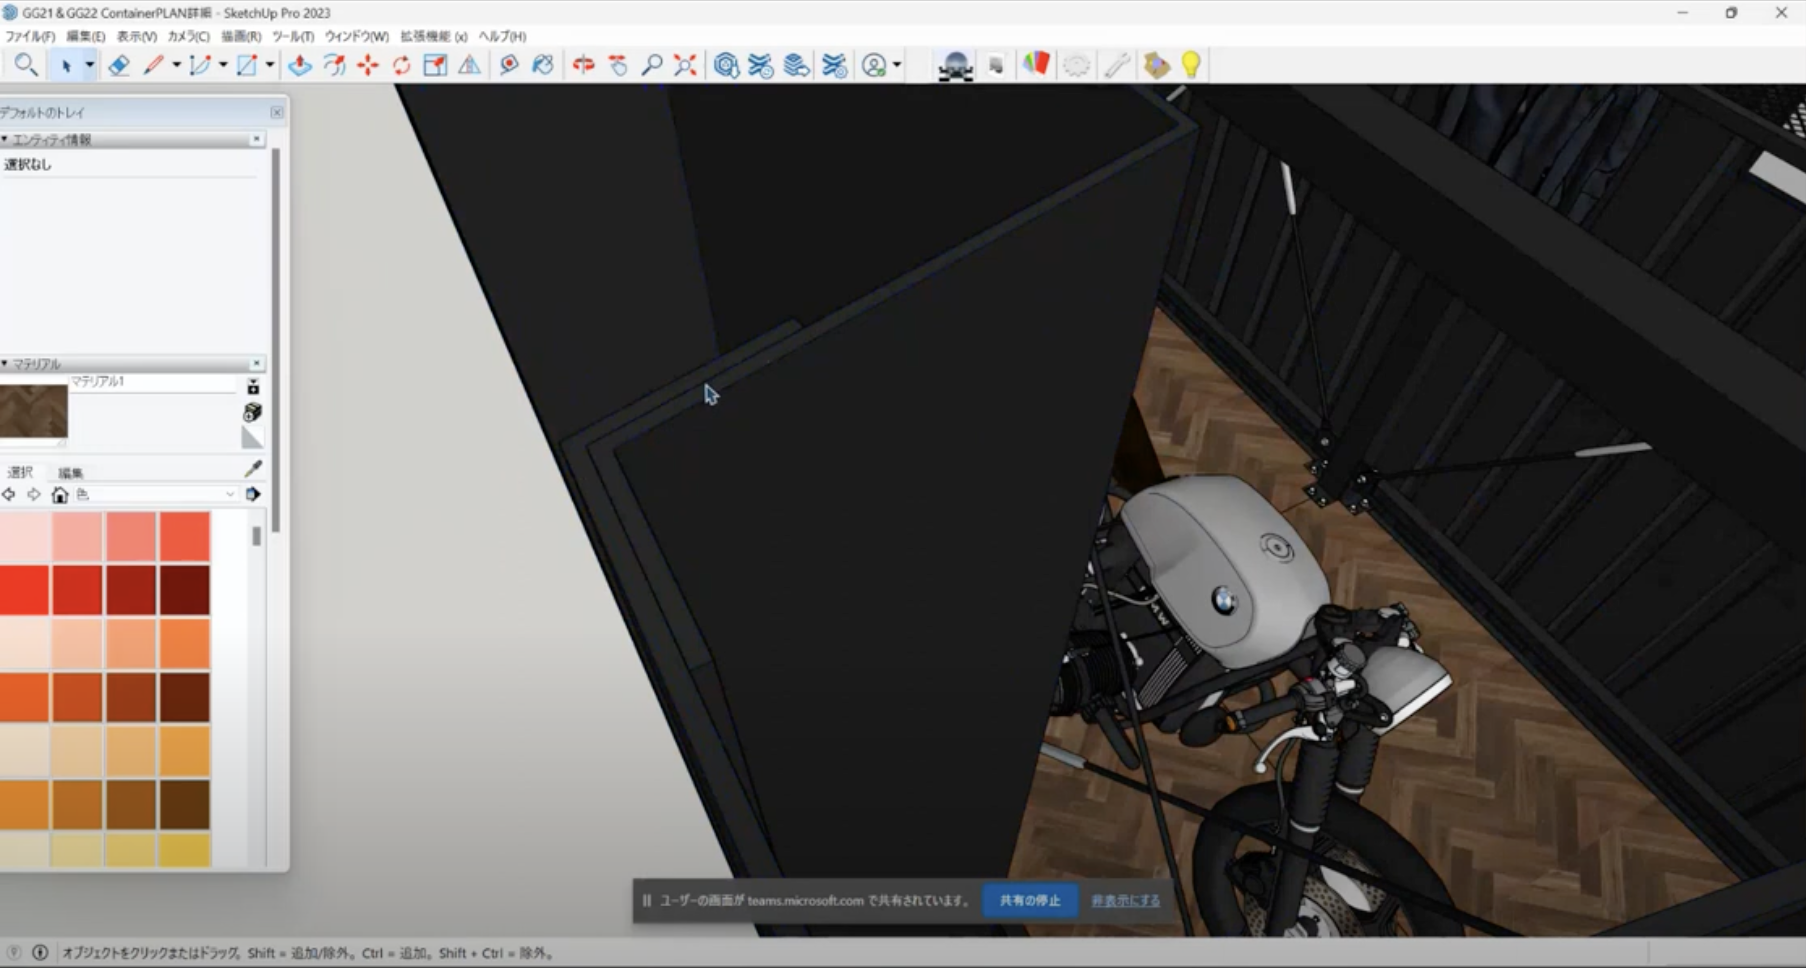 GG21＆GG22 ContainerPLAN詳細 - SketchUp Pro 2023
ファイル(F) 編集(E) 表示(V) カメラ(C) 描画(R) ツール(T) ウィンドウ(W) 拡張機能 (x) ヘルプ(H)
デフォルトのトレイ
エンティティ情報
選択なし
マテリアル
マテリアル1
選択 編集
色
ユーザーの画面が teams.microsoft.com で共有されています。 共有の停止 非表示にする
オブジェクトをクリックまたはドラッグ。Shift = 追加/除外。Ctrl = 追加。Shift + Ctrl = 除外。